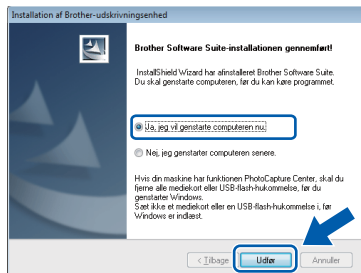 Installation af Brother-udskrivningsenhed
Brother Software Suite-installationen gennemført!
InstallShield Wizard har afinstalleret Brother Software Suite.
Du skal genstarte computeren, før du kan køre programmet.
Ja, jeg vil genstarte computeren nu.
Nej, jeg genstarter computeren senere.
Hvis din maskine har funktionen PhotoCapture Center, skal du
fjerne alle mediekort eller USB-flash-hukommelse, før du
genstarter Windows.
Sæt ikke et mediekort eller en USB-flash-hukommelse i, før
Windows er indlæst.
< Tilbage Udfør Annuller